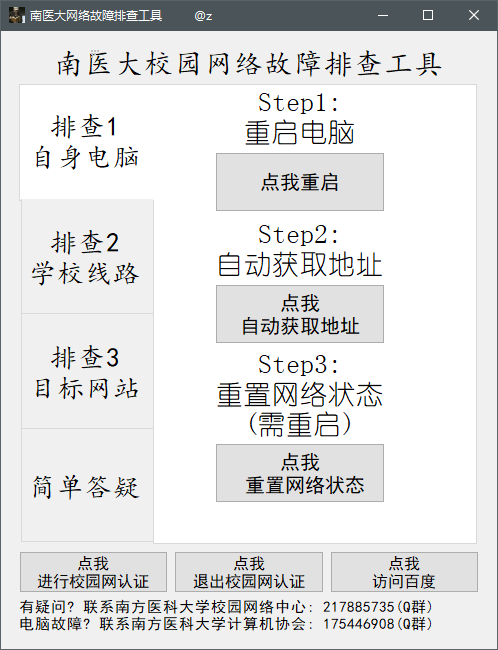 南医大网络故障排查工具 @z
南医大校园网络故障排查工具
排查1
自身电脑
排查2
学校线路
排查3
目标网站
简单答疑
Step1:
重启电脑
点我重启
Step2:
自动获取地址
点我
自动获取地址
Step3:
重置网络状态
(需重启)
点我
重置网络状态
点我
进行校园网认证
点我
退出校园网认证
点我
访问百度
有疑问? 联系南方医科大学校园网络中心: 217885735(Q群)
电脑故障? 联系南方医科大学计算机协会: 175446908(Q群)